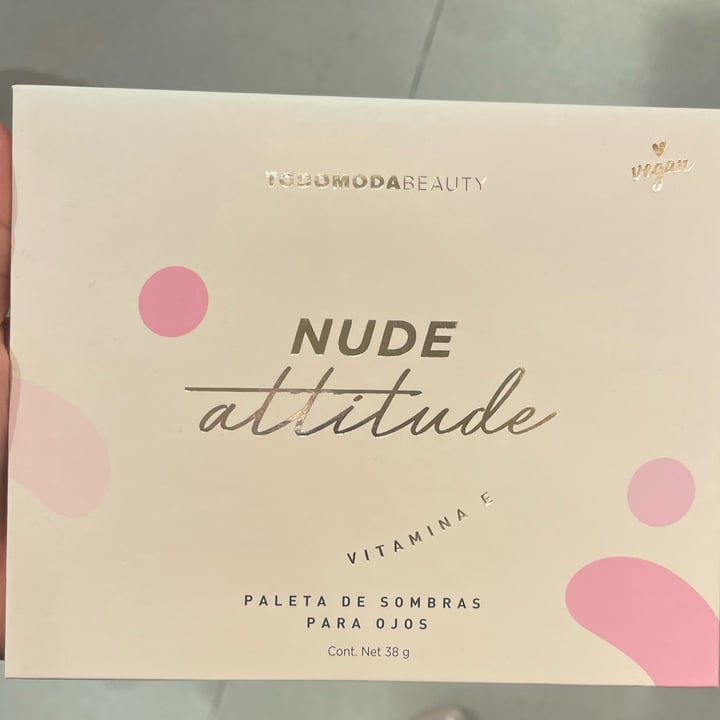 TODOMODABEAUTY
vegan
NUDE
attitude
VITAMINA E
PALETA DE SOMBRAS
PARA OJOS
Cont. Net 38 g